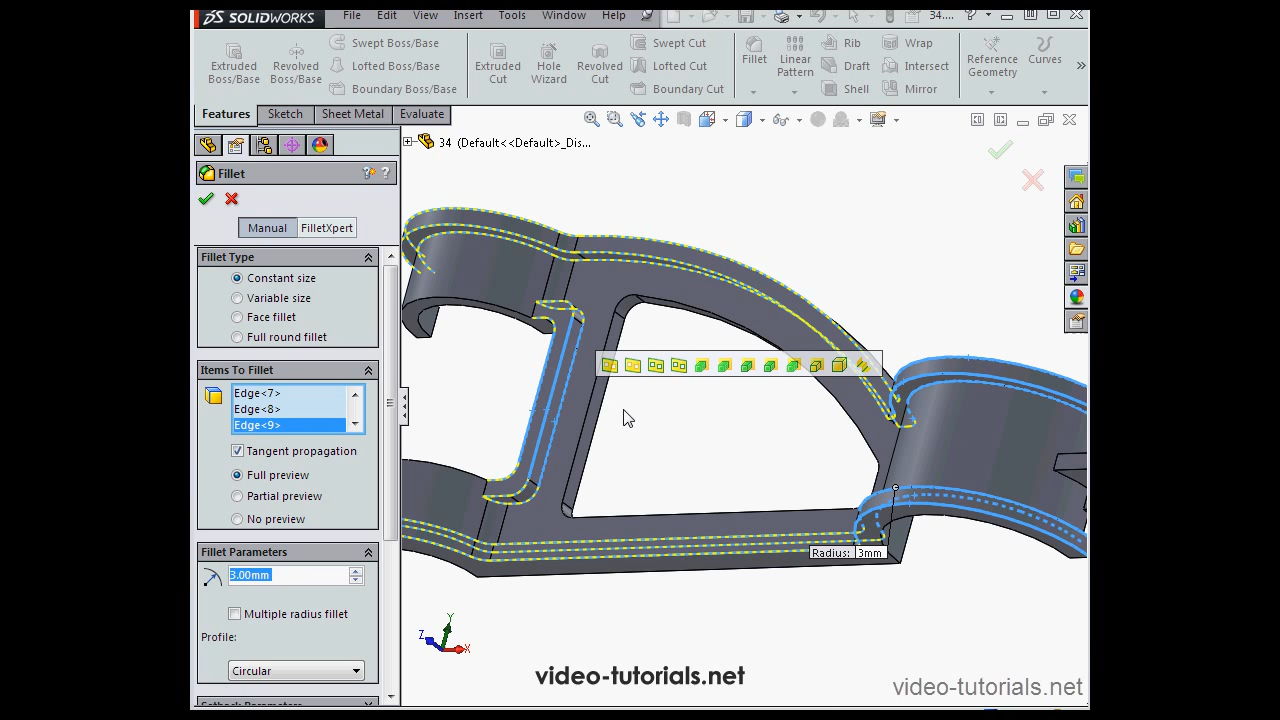 SOLIDWORKS File Edit View Insert Tools Window Help 34.... ?
Extruded Boss/Base
Revolved Boss/Base
Swept Boss/Base
Lofted Boss/Base
Boundary Boss/Base
Extruded Cut
Hole Wizard
Revolved Cut
Swept Cut
Lofted Cut
Boundary Cut
Fillet
Linear Pattern
Rib
Draft
Shell
Wrap
Intersect
Mirror
Reference Geometry
Curves
»
Features Sketch Sheet Metal Evaluate
34 (Default<<Default>_Dis...
Fillet ? ?
Manual FilletXpert
Fillet Type
Constant size
Variable size
Face fillet
Full round fillet
Items To Fillet
Edge<7>
Edge<8>
Edge<9>
Tangent propagation
Full preview
Partial preview
No preview
Fillet Parameters
3.00mm
Multiple radius fillet
Profile:
Circular
Radius: 3mm
Y
Z
X
video-tutorials.net
video-tutorials.net